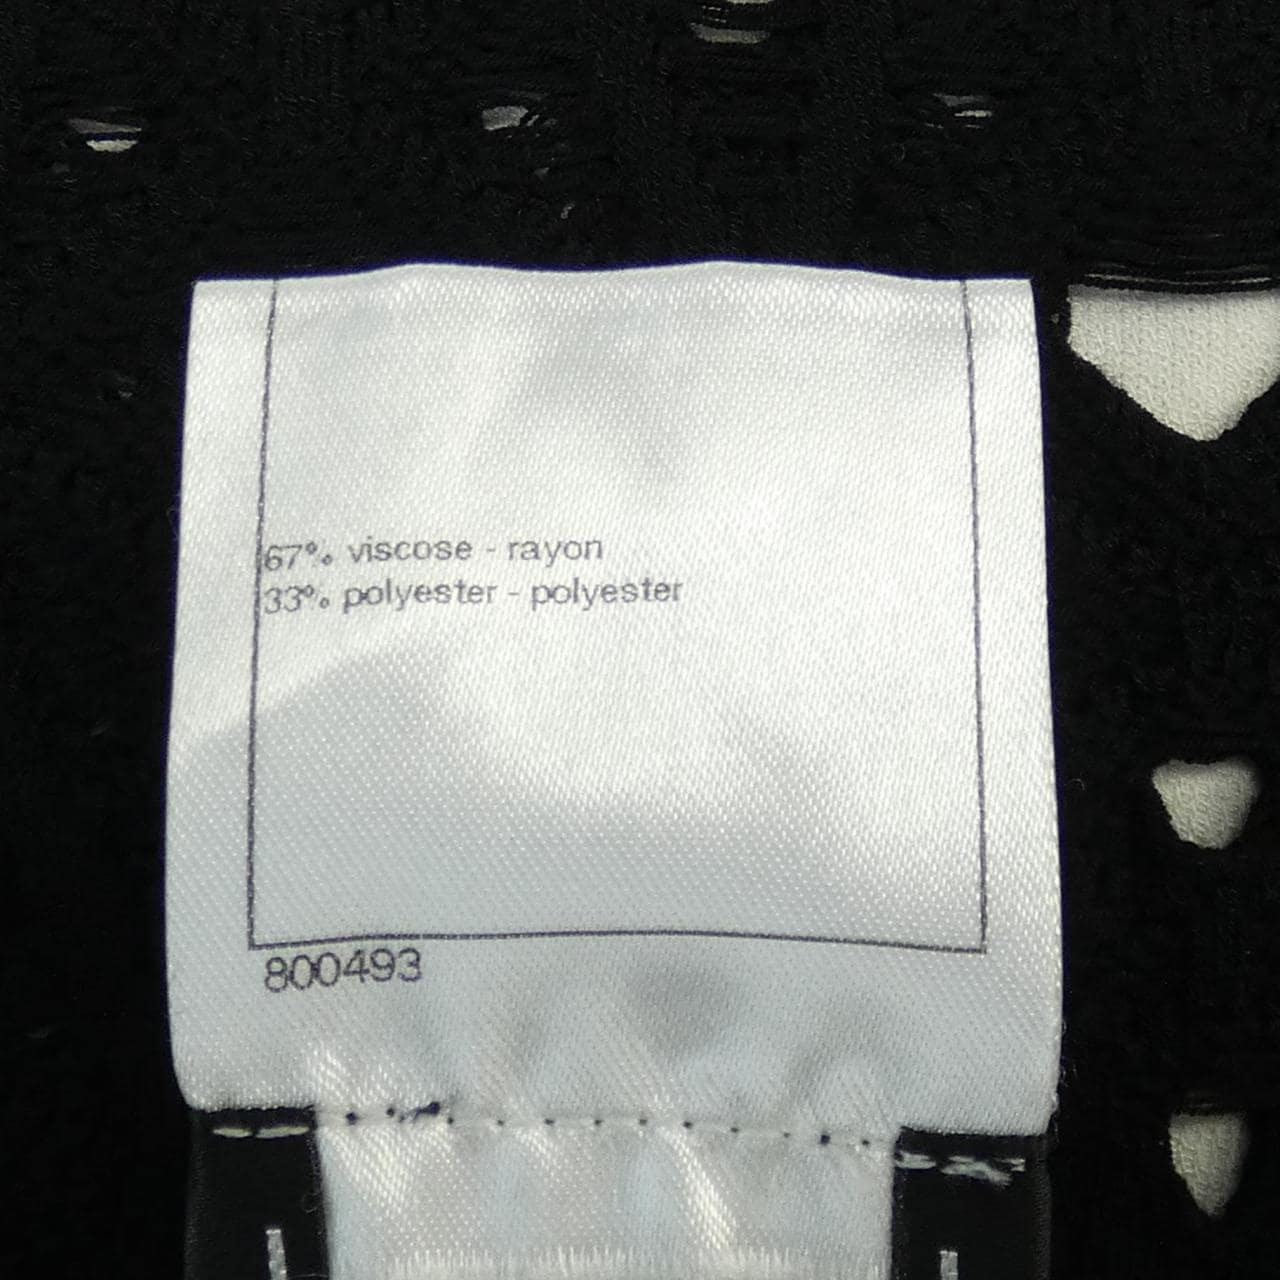 67% viscose - rayon
33% polyester - polyester
800493